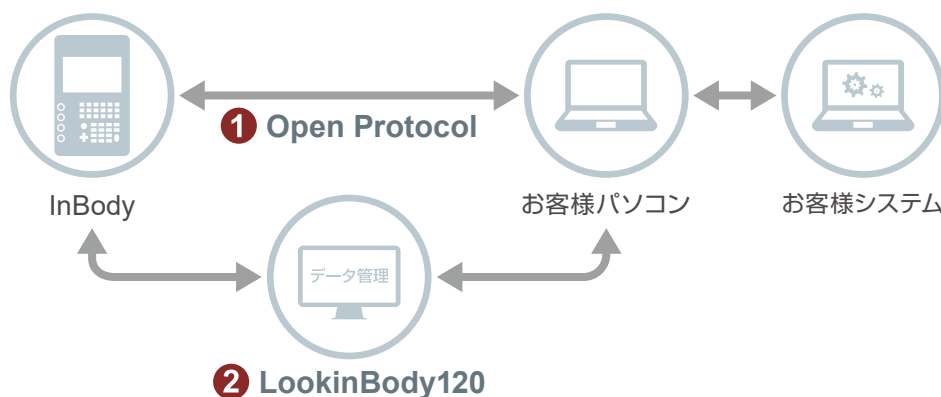 1 Open Protocol
InBody
お客様パソコン
お客様システム
データ管理
2 LookinBody120